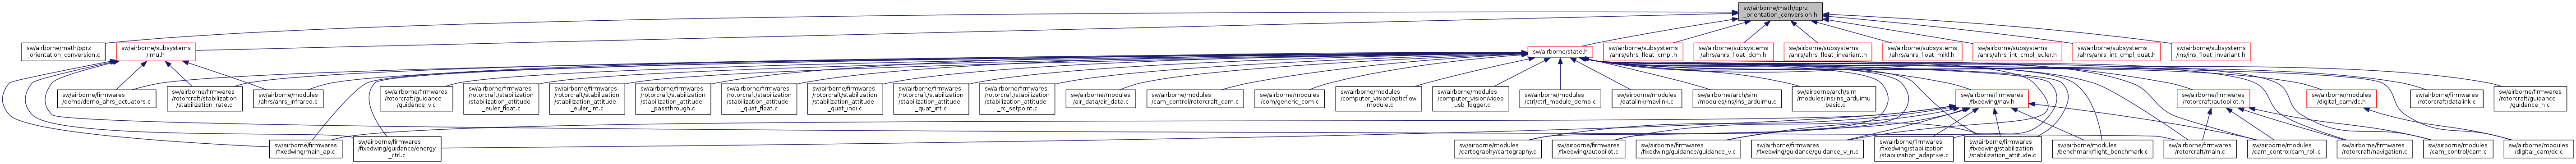 sw/airborne/math/pprz
_orientation_conversion.h
sw/airborne/math/pprz
_orientation_conversion.c
sw/airborne/subsystems
/imu.h
sw/airborne/state.h
sw/airborne/subsystems
/ahrs/ahrs_float_cmpl.h
sw/airborne/subsystems
/ahrs/ahrs_float_dcm.h
sw/airborne/subsystems
/ahrs/ahrs_float_invariant.h
sw/airborne/subsystems
/ahrs/ahrs_float_mlkf.h
sw/airborne/subsystems
/ahrs/ahrs_int_cmpl_euler.h
sw/airborne/subsystems
/ahrs/ahrs_int_cmpl_quat.h
sw/airborne/subsystems
/ins/ins_float_invariant.h
sw/airborne/firmwares
/demo/demo_ahrs_actuators.c
sw/airborne/firmwares
/rotorcraft/stabilization
/stabilization_rate.c
sw/airborne/modules
/ahrs/ahrs_infrared.c
sw/airborne/firmwares
/rotorcraft/guidance
/guidance_v.c
sw/airborne/firmwares
/rotorcraft/stabilization
/stabilization_attitude
_euler_float.c
sw/airborne/firmwares
/rotorcraft/stabilization
/stabilization_attitude
_euler_int.c
sw/airborne/firmwares
/rotorcraft/stabilization
/stabilization_attitude
_passthrough.c
sw/airborne/firmwares
/rotorcraft/stabilization
/stabilization_attitude
_quat_float.c
sw/airborne/firmwares
/rotorcraft/stabilization
/stabilization_attitude
_quat_indi.c
sw/airborne/firmwares
/rotorcraft/stabilization
/stabilization_attitude
_quat_int.c
sw/airborne/firmwares
/rotorcraft/stabilization
/stabilization_attitude
_rc_setpoint.c
sw/airborne/modules
/air_data/air_data.c
sw/airborne/modules
/cam_control/rotorcraft_cam.c
sw/airborne/modules
/com/generic_com.c
sw/airborne/modules
/computer_vision/opticflow
_module.c
sw/airborne/modules
/computer_vision/video
_usb_logger.c
sw/airborne/modules
/ctrl/ctrl_module_demo.c
sw/airborne/modules
/datalink/mavlink.c
sw/airborne/arch/sim
/modules/ins/ins_arduimu.c
sw/airborne/arch/sim
/modules/ins/ins_arduimu
_basic.c
sw/airborne/firmwares
/fixedwing/nav.h
sw/airborne/firmwares
/rotorcraft/autopilot.h
sw/airborne/modules
/digital_cam/dc.h
sw/airborne/firmwares
/rotorcraft/datalink.c
sw/airborne/firmwares
/rotorcraft/guidance
/guidance_h.c
sw/airborne/firmwares
/fixedwing/main_ap.c
sw/airborne/firmwares
/fixedwing/guidance/energy
_ctrl.c
sw/airborne/modules
/cartography/cartography.c
sw/airborne/firmwares
/fixedwing/autopilot.c
sw/airborne/firmwares
/fixedwing/guidance/guidance_v.c
sw/airborne/firmwares
/fixedwing/guidance/guidance_v_n.c
sw/airborne/firmwares
/fixedwing/stabilization
/stabilization_adaptive.c
sw/airborne/firmwares
/fixedwing/stabilization
/stabilization_attitude.c
sw/airborne/modules
/benchmark/flight_benchmark.c
sw/airborne/firmwares
/rotorcraft/main.c
sw/airborne/modules
/cam_control/cam_roll.c
sw/airborne/firmwares
/rotorcraft/navigation.c
sw/airborne/modules
/cam_control/cam.c
sw/airborne/modules
/digital_cam/dc.c